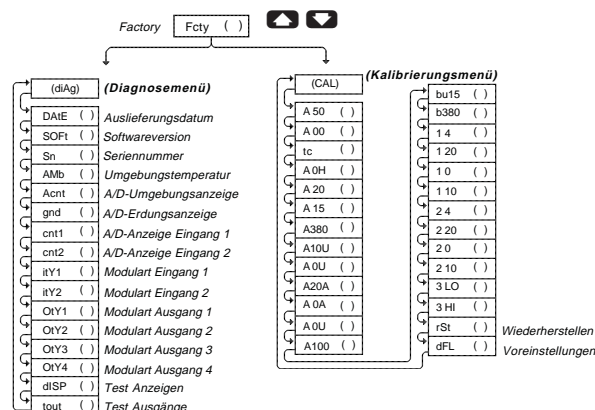 Factory Fcty ( )
(diAg) (Diagnosemenü)
DAtE ( ) Auslieferungsdatum
SOFt ( ) Softwareversion
Sn ( ) Seriennummer
AMb ( ) Umgebungstemperatur
Acnt ( ) A/D-Umgebungsanzeige
gnd ( ) A/D-Erdungsanzeige
cnt1 ( ) A/D-Anzeige Eingang 1
cnt2 ( ) A/D-Anzeige Eingang 2
itY1 ( ) Modulart Eingang 1
itY2 ( ) Modulart Eingang 2
OtY1 ( ) Modulart Ausgang 1
OtY2 ( ) Modulart Ausgang 2
OtY3 ( ) Modulart Ausgang 3
OtY4 ( ) Modulart Ausgang 4
dISP ( ) Test Anzeigen
tout ( ) Test Ausgänge
(CAL) (Kalibrierungsmenü)
A 50 ( )
A 00 ( )
tc ( )
A 0H ( )
A 20 ( )
A 15 ( )
A380 ( )
A10U ( )
A 0U ( )
A20A ( )
A 0A ( )
A 0U ( )
A100 ( )
bu15 ( )
b380 ( )
1 4 ( )
1 20 ( )
1 0 ( )
1 10 ( )
2 4 ( )
2 20 ( )
2 0 ( )
2 10 ( )
3 LO ( )
3 HI ( )
rSt ( ) Wiederherstellen
dFL ( ) Voreinstellungen